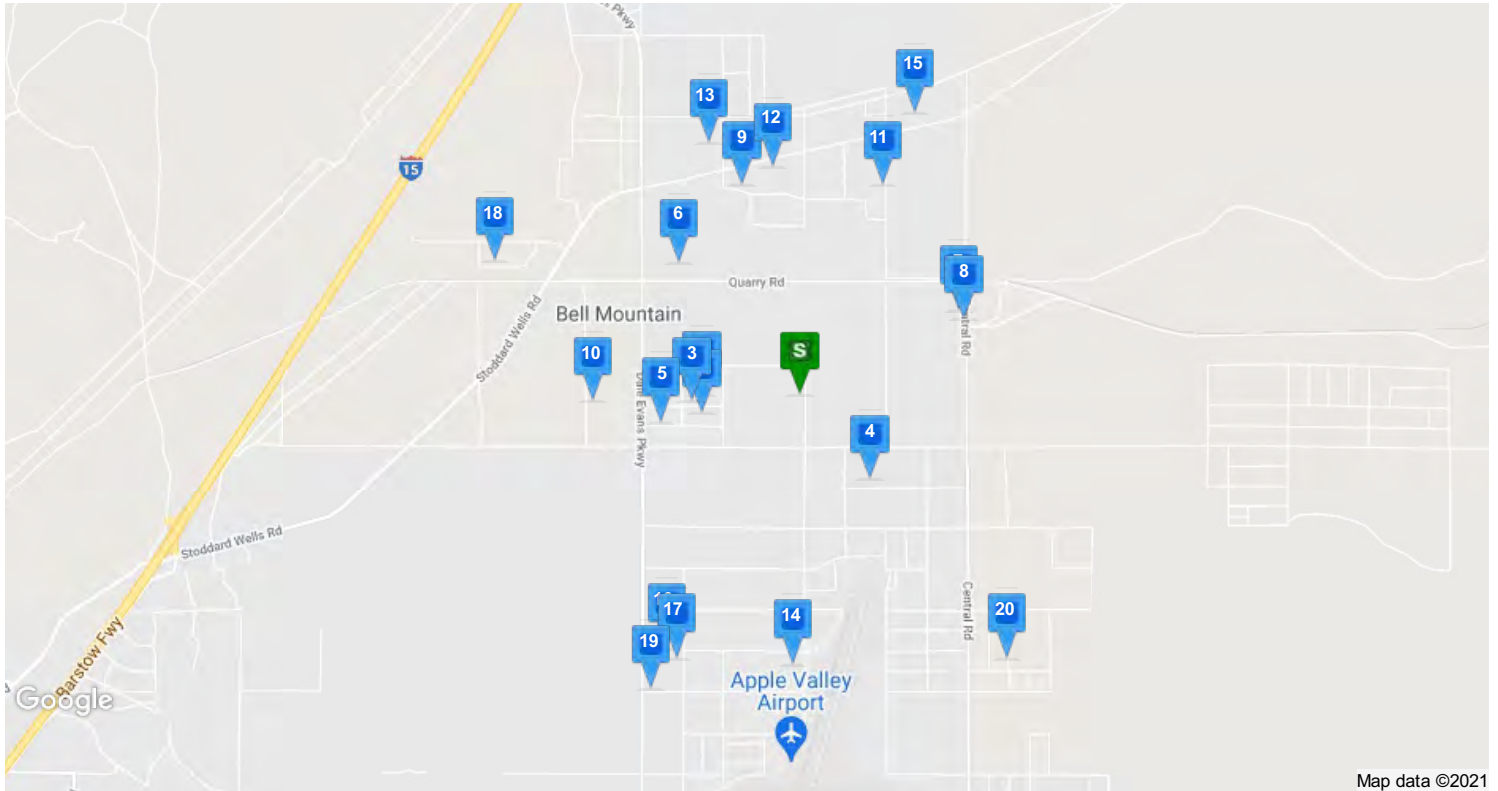 Pkwy
15
13
12
9
11
15
18
6
Quarry Rd
8
Bell Mountain
Stoddard Wells Rd
Central Rd
S
10
3
5
Dale Evans Pkwy
4
Stoddard Wells Rd
Central Rd
17
14
20
19
Barstow Fwy
Apple Valley
Airport
Google
Map data ©2021